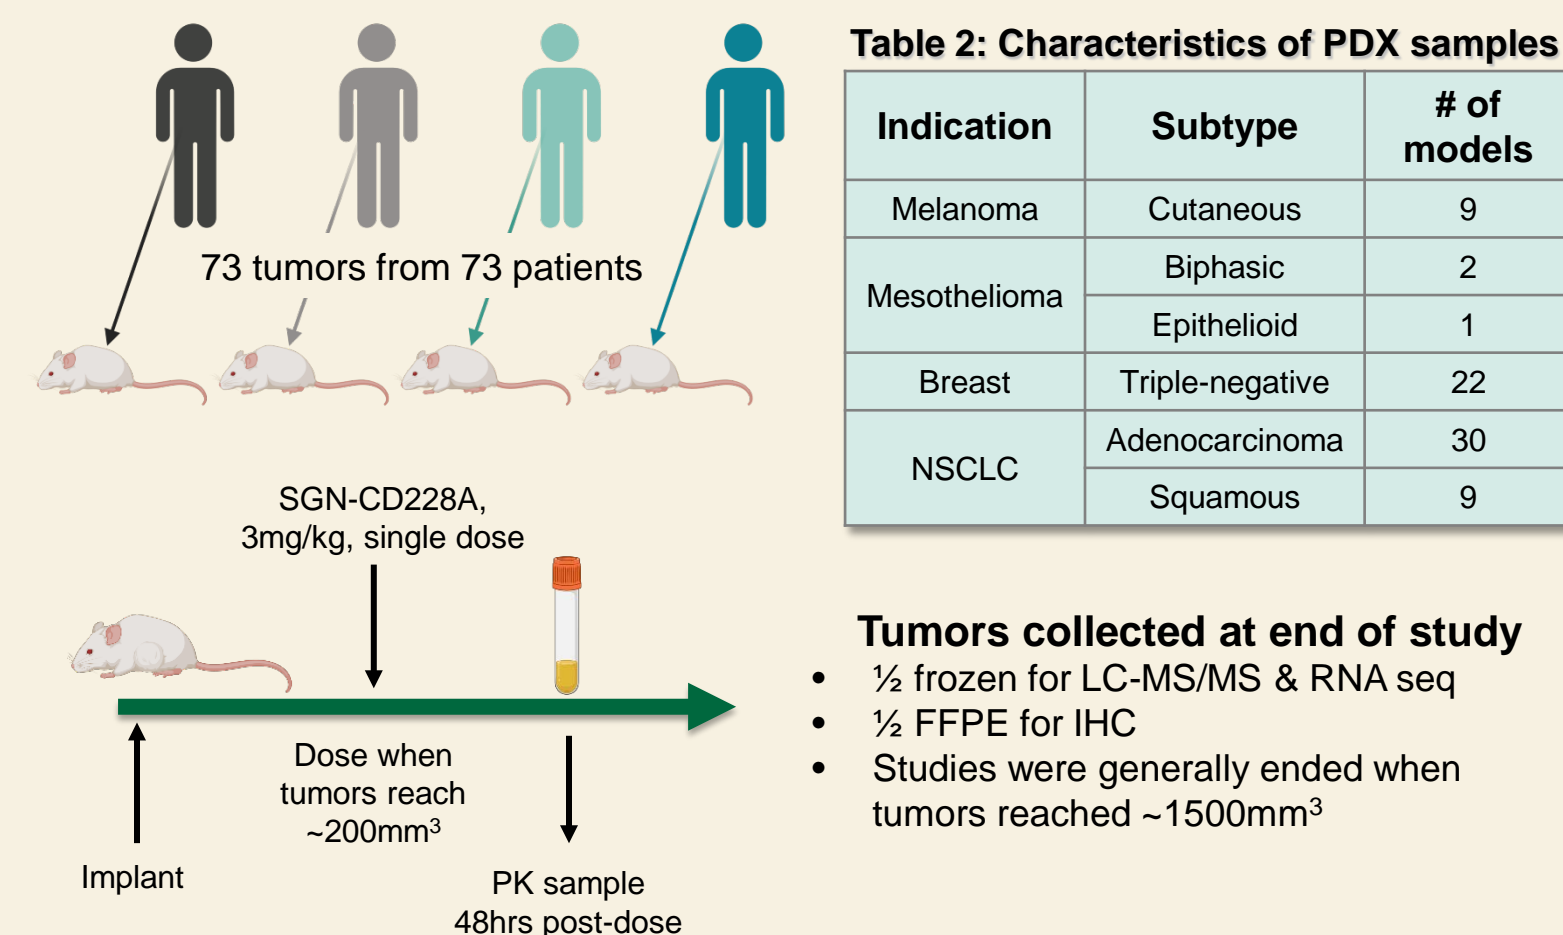 73 tumors from 73 patients
SGN-CD228A,
3mg/kg, single dose
Dose when
tumors reach
~200mm³
Implant
PK sample
48hrs post-dose
Table 2: Characteristics of PDX samples
Indication Subtype # of models
Melanoma Cutaneous 9
Mesothelioma Biphasic 2
Epithelioid 1
Breast Triple-negative 22
NSCLC Adenocarcinoma 30
Squamous 9
Tumors collected at end of study
• ½ frozen for LC-MS/MS & RNA seq
• ½ FFPE for IHC
• Studies were generally ended when
tumors reached ~1500mm³